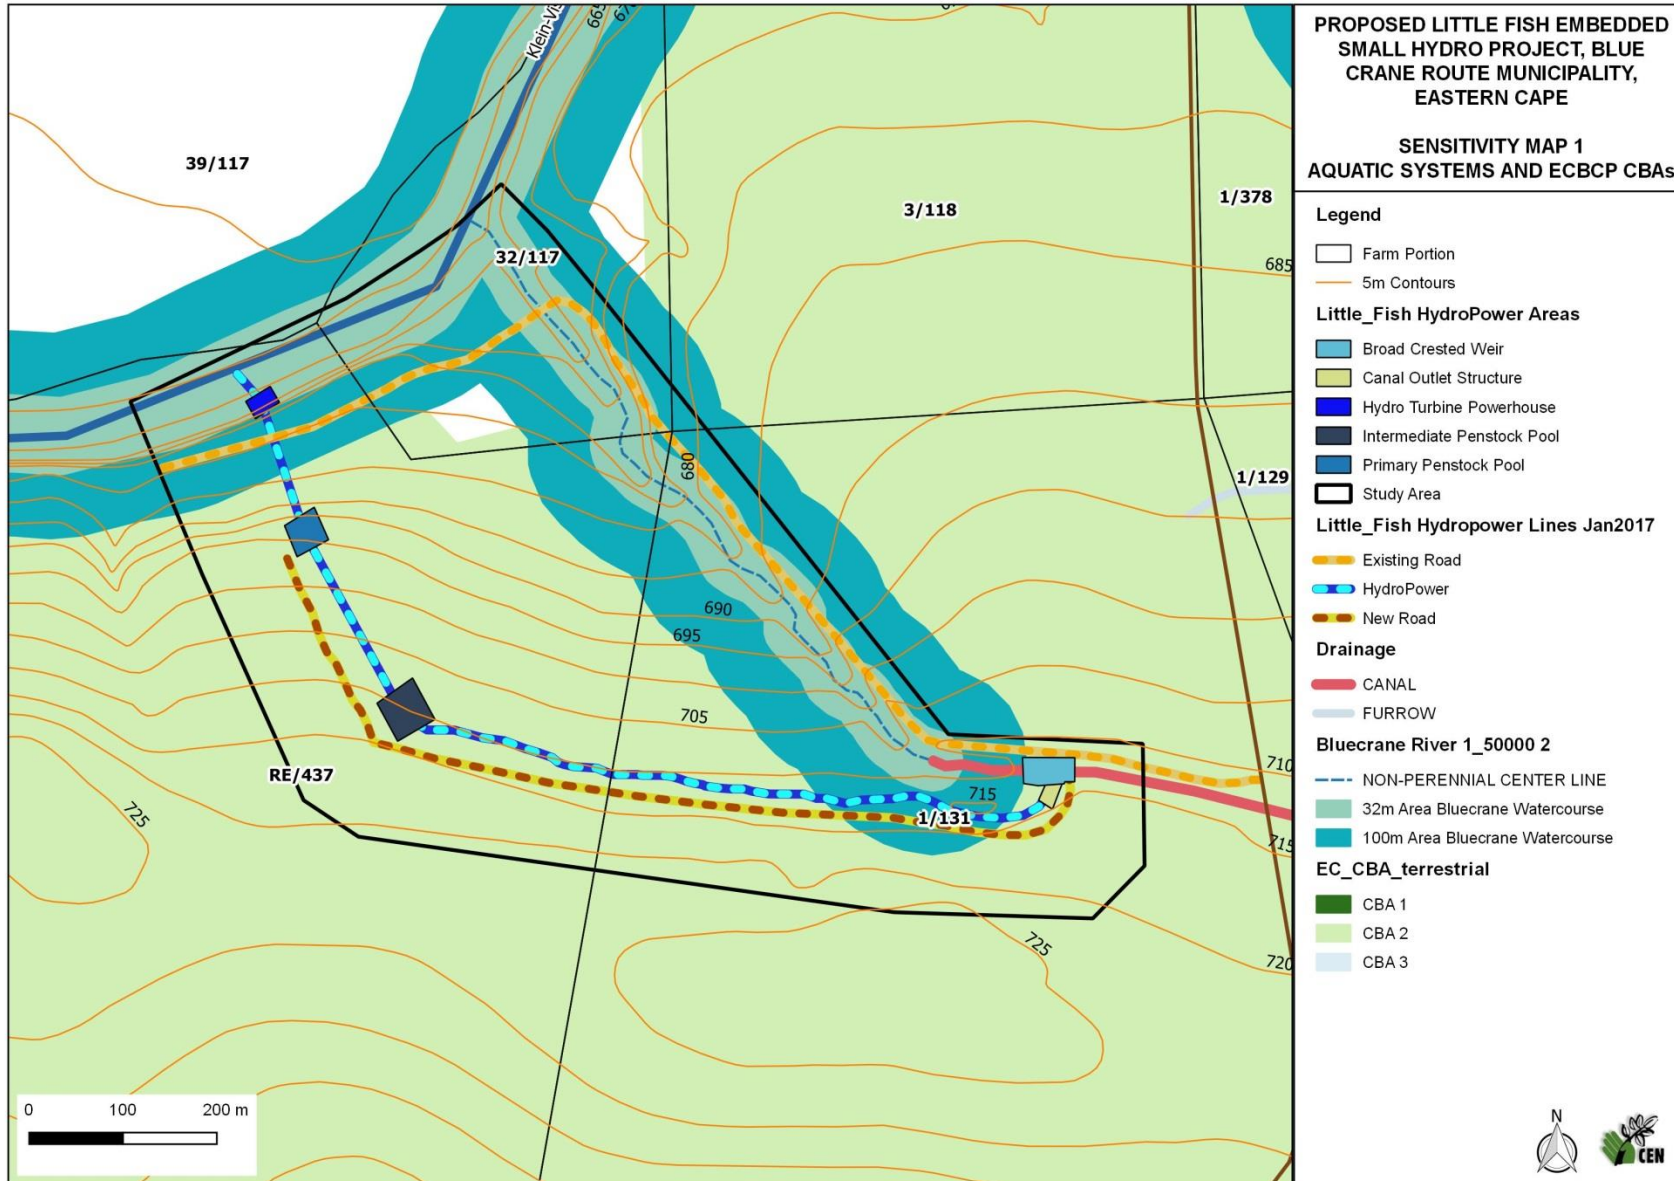 PROPOSED LITTLE FISH EMBEDDED
SMALL HYDRO PROJECT, BLUE
CRANE ROUTE MUNICIPALITY,
EASTERN CAPE
SENSITIVITY MAP 1
AQUATIC SYSTEMS AND ECBCP CBAs
Legend
Farm Portion
5m Contours
Little_Fish HydroPower Areas
Broad Crested Weir
Canal Outlet Structure
Hydro Turbine Powerhouse
Intermediate Penstock Pool
Primary Penstock Pool
Study Area
Little_Fish Hydropower Lines Jan2017
Existing Road
HydroPower
New Road
Drainage
CANAL
FURROW
Bluecrane River 1_50000 2
NON-PERENNIAL CENTER LINE
32m Area Bluecrane Watercourse
100m Area Bluecrane Watercourse
EC_CBA_terrestrial
CBA 1
CBA 2
CBA 3
N
CEN
665
Klein-Vis
39/117
3/118
1/378
32/117
685
680
1/129
690
695
705
710
715
RE/437
1/131
715
725
725
720
0 100 200 m